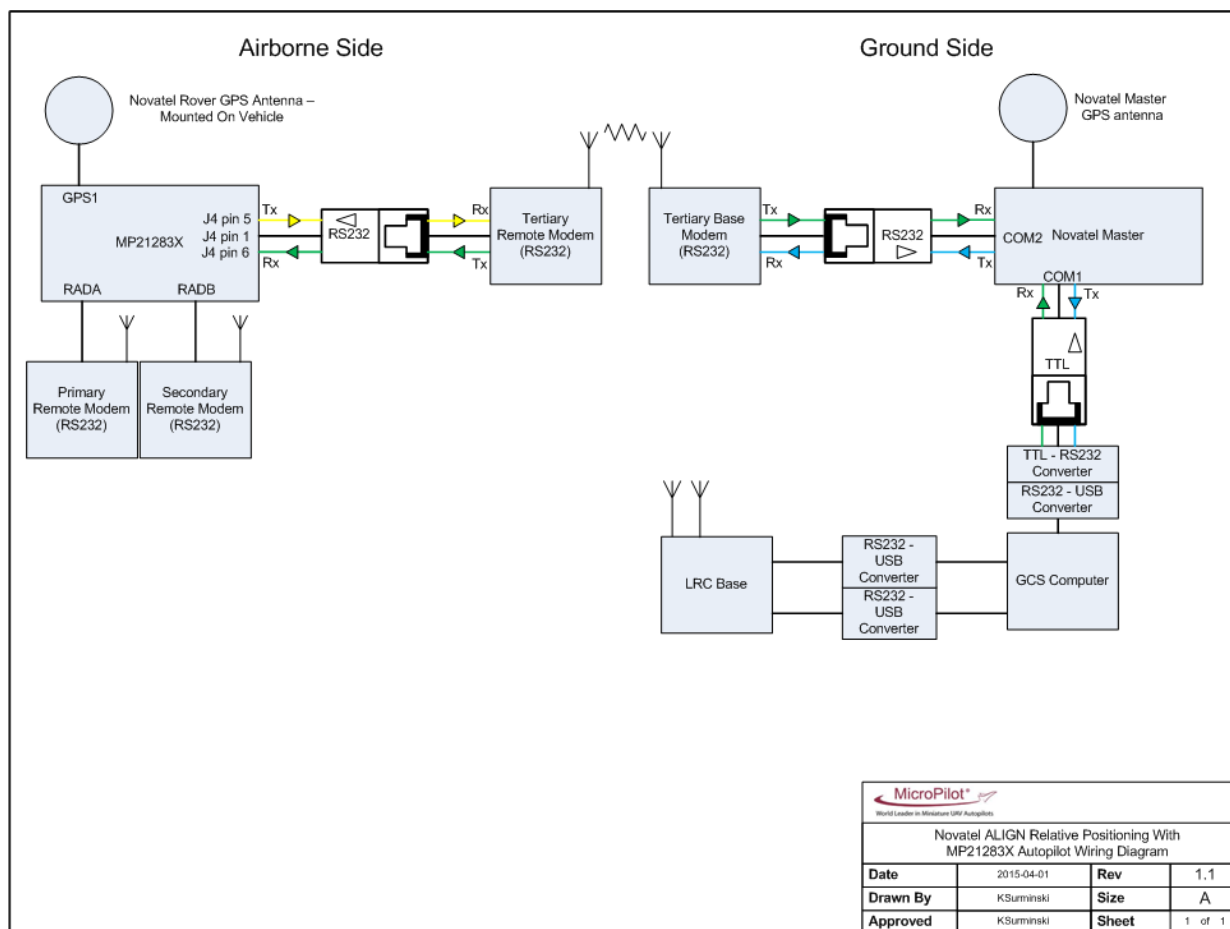 Airborne Side
Ground Side
Novatel Rover GPS Antenna –
Mounted On Vehicle
Novatel Master
GPS antenna
GPS1
J4 pin 5
MP21283X
J4 pin 1
J4 pin 6
RADA
RADB
Tx
Rx
RS232
Rx
Tx
Tertiary
Remote Modem
(RS232)
Tertiary Base
Modem
(RS232)
Tx
Rx
RS232
Rx
Tx
COM2
Novatel Master
COM1
Rx
Tx
TTL
Primary
Remote Modem
(RS232)
Secondary
Remote Modem
(RS232)
TTL - RS232
Converter
RS232 - USB
Converter
LRC Base
RS232 -
USB
Converter
RS232 -
USB
Converter
GCS Computer
MicroPilot®
World Leader in Miniature UAV Autopilots
Novatel ALIGN Relative Positioning With
MP21283X Autopilot Wiring Diagram
Date 2015-04-01 Rev 1.1
Drawn By KSurminski Size A
Approved KSurminski Sheet 1 of 1